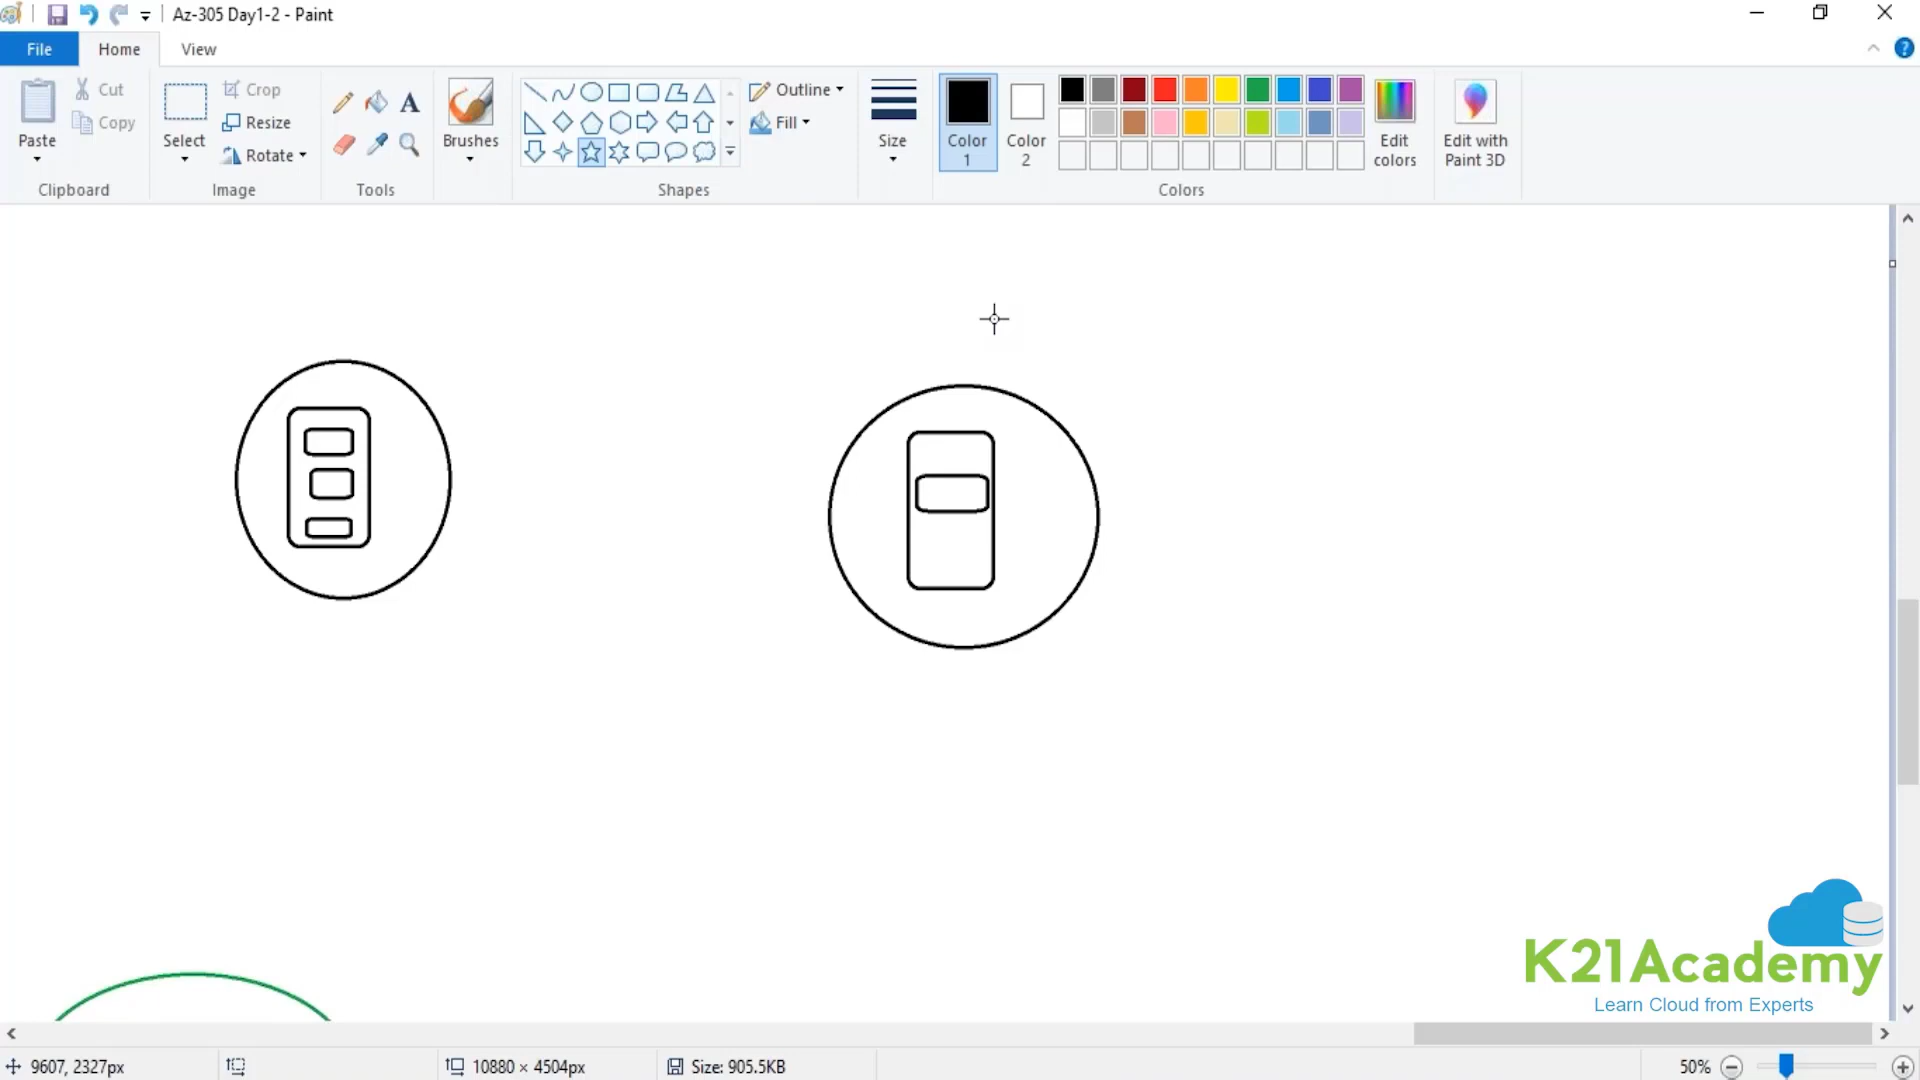 Az-305 Day1-2 - Paint
File
Home
View
Paste
Cut
Copy
Clipboard
Select
Crop
Resize
Rotate
Image
A
Tools
Brushes
Shapes
Outline
Fill
Size
Color
1
Color
2
Edit
colors
Colors
Edit with
Paint 3D
?
K21Academy
Learn Cloud from Experts
9607, 2327px
10880 × 4504px
Size: 905.5KB
50%